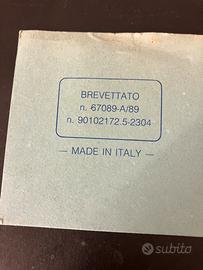 BREVETTATO
n. 67089-A/89
n. 90102172.5-2304
— MADE IN ITALY —
subito